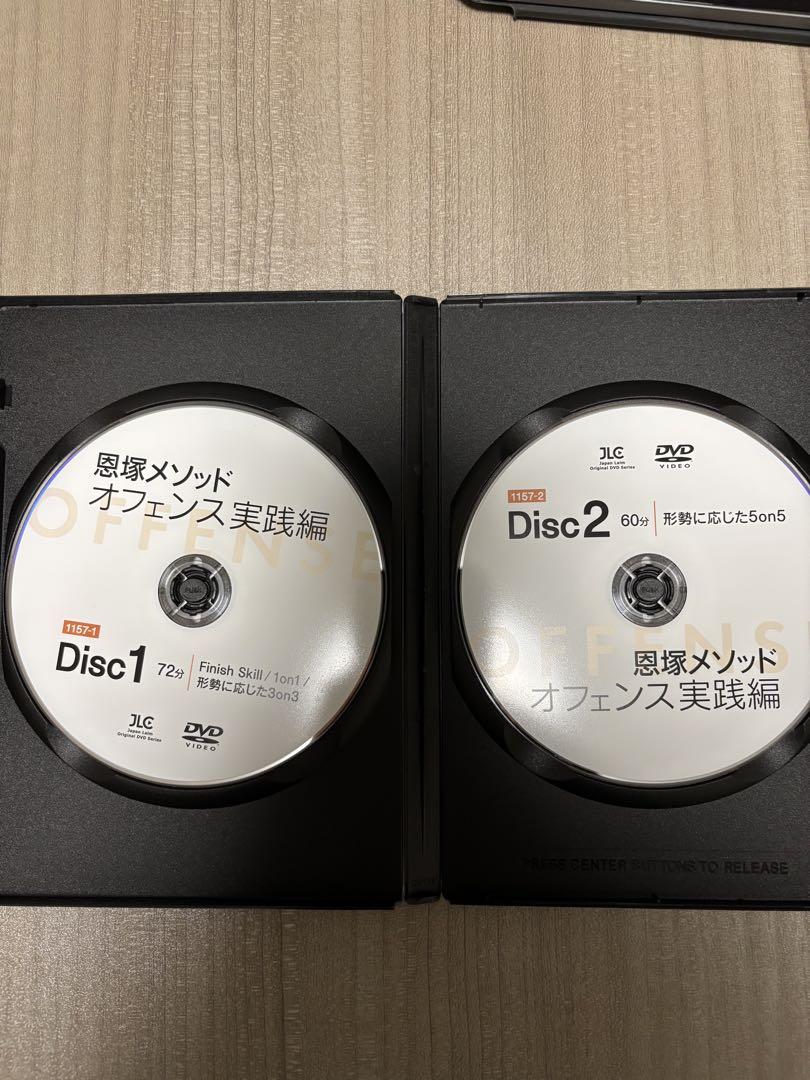 恩塚メソッド
オフェンス実践編
OFFENSE
1157-1
Disc1 72分 Finish Skill/1on1/
形勢に応じた3on3
JLC
Japan Laim
Original DVD Series
DVD
VIDEO
PUSH
JLC
Japan Laim
Original DVD Series
DVD
VIDEO
1157-2
Disc2 60分 形勢に応じた5on5
OFFENSE
恩塚メソッド
オフェンス実践編
PRESS CENTER BUTTONS TO RELEASE